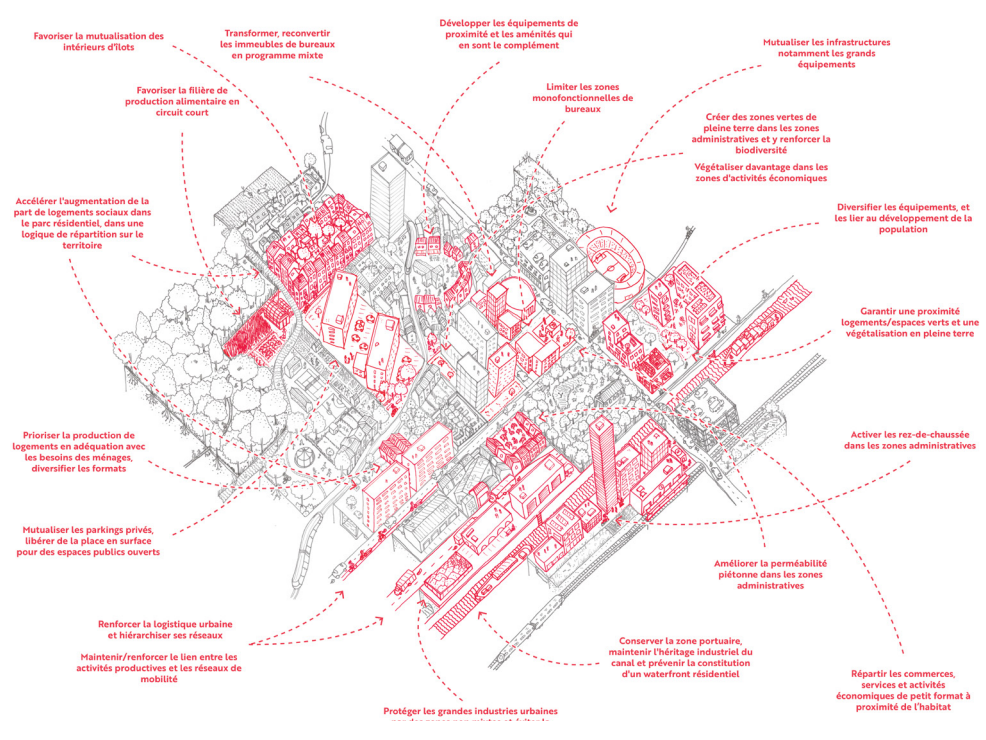 Favoriser la mutualisation des
intérieurs d'îlots
Transformer, reconvertir
les immeubles de bureaux
en programme mixte
Développer les équipements de
proximité et les aménités qui
en sont le complément
Mutualiser les infrastructures
notamment les grands
équipements
Favoriser la filière de
production alimentaire en
circuit court
Limiter les zones
monofonctionnelles de
bureaux
Créer des zones vertes de
pleine terre dans les zones
administratives et y renforcer la
biodiversité
Végétaliser davantage dans les
zones d'activités économiques
Accélérer l'augmentation de la
part de logements sociaux dans
le parc résidentiel, dans une
logique de répartition sur le
territoire
Diversifier les équipements, et
les lier au développement de la
population
Garantir une proximité
logements/espaces verts et une
végétalisation en pleine terre
Prioriser la production de
logements en adéquation avec
les besoins des ménages,
diversifier les formats
Activer les rez-de-chaussée
dans les zones administratives
Mutualiser les parkings privés,
libérer de la place en surface
pour des espaces publics ouverts
Améliorer la perméabilité
piétonne dans les zones
administratives
Renforcer la logistique urbaine
et hiérarchiser ses réseaux
Maintenir/renforcer le lien entre les
activités productives et les réseaux de
mobilité
Conserver la zone portuaire,
maintenir l'héritage industriel du
canal et prévenir la constitution
d'un waterfront résidentiel
Répartir les commerces,
services et activités
économiques de petit format à
proximité de l'habitat
Protéger les grandes industries urbaines